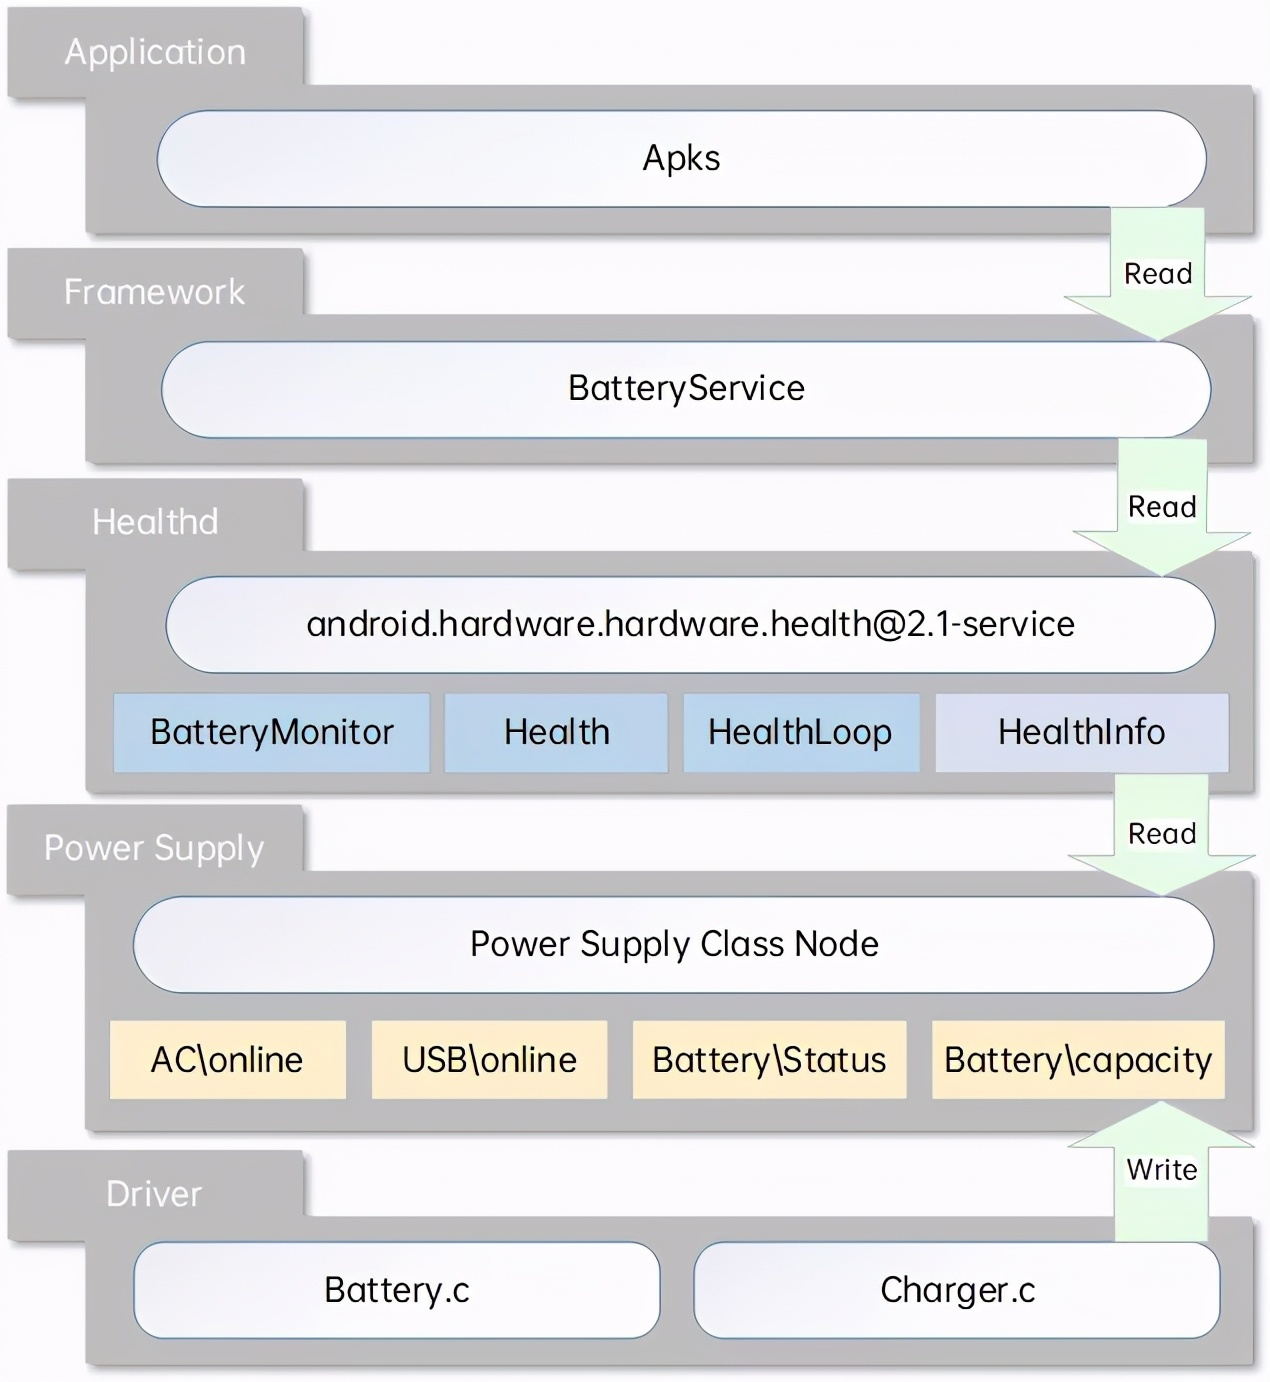 Application
Apks
Read
Framework
BatteryService
Read
Healthd
android.hardware.hardware.health@2.1-service
BatteryMonitor
Health
HealthLoop
HealthInfo
Read
Power Supply
Power Supply Class Node
AC\online
USB\online
Battery\Status
Battery\capacity
Write
Driver
Battery.c
Charger.c